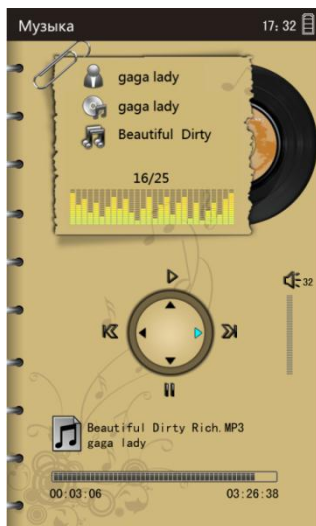 Музыка 17:32
gaga lady
gaga lady
Beautiful Dirty
16/25
32
Beautiful Dirty Rich.MP3
gaga lady
00:03:06 03:26:38